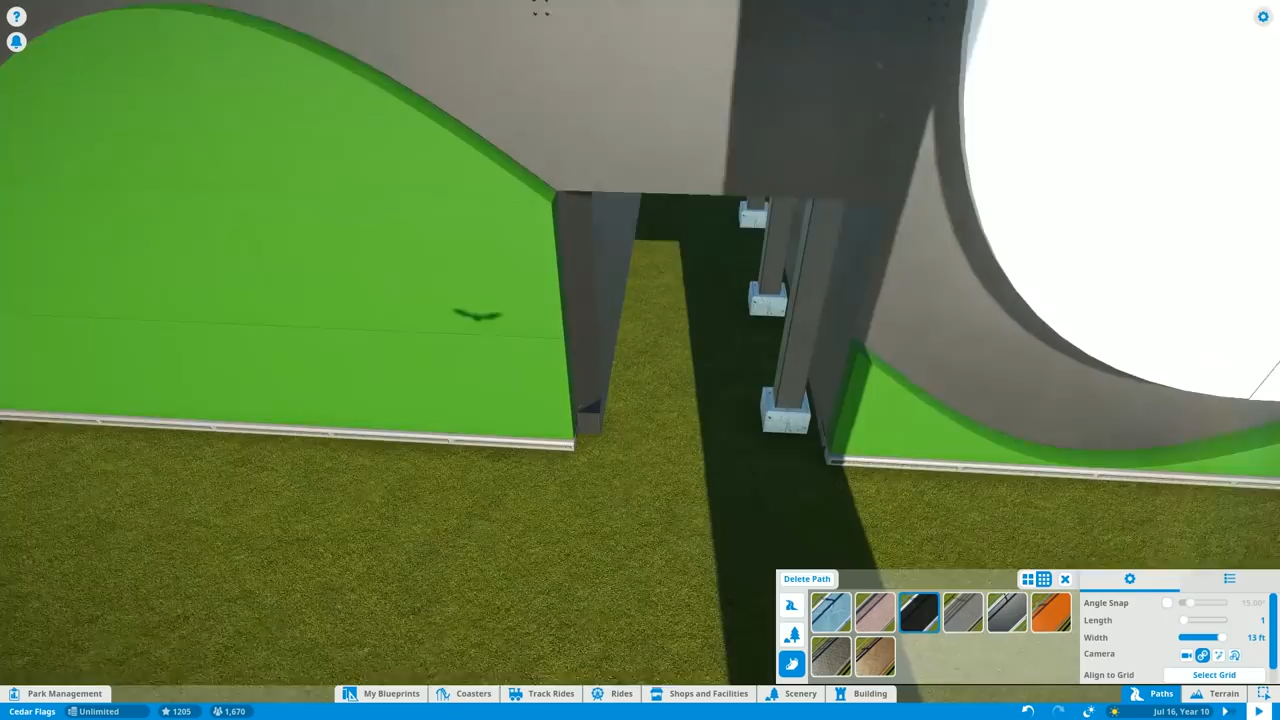 ?
Delete Path
Angle Snap 15.00°
Length 1
Width 13 ft
Camera
Align to Grid Select Grid
Park Management My Blueprints Coasters Track Rides Rides Shops and Facilities Scenery Building Paths Terrain
Cedar Flags Unlimited 1205 1,670 Jul 16, Year 10